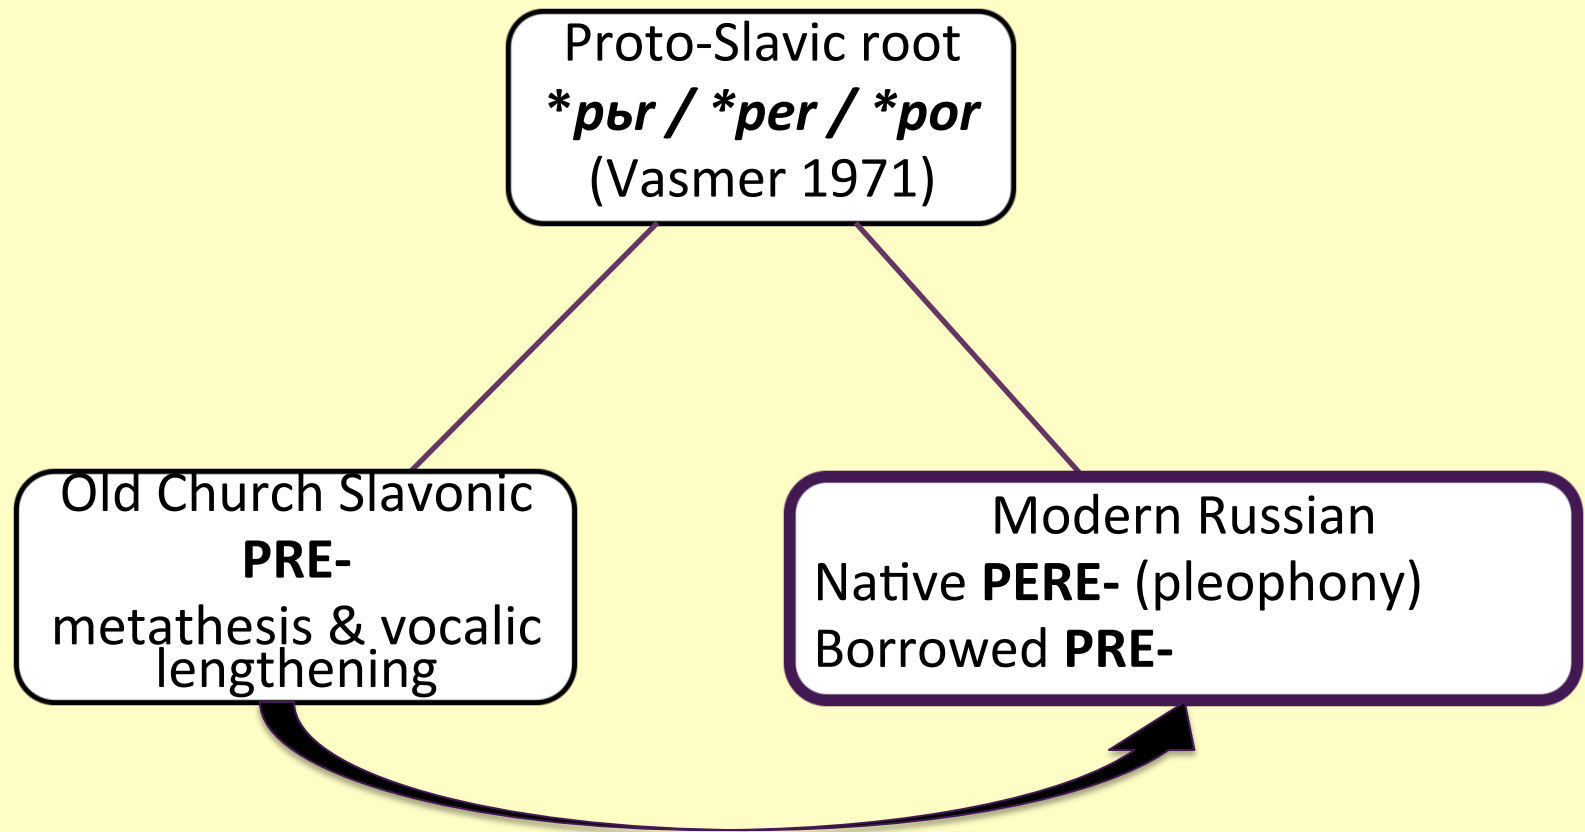 Proto-Slavic root
*pьr / *per / *por
(Vasmer 1971)
Old Church Slavonic
PRE-
metathesis & vocalic
lengthening
Modern Russian
Native PERE- (pleophony)
Borrowed PRE-